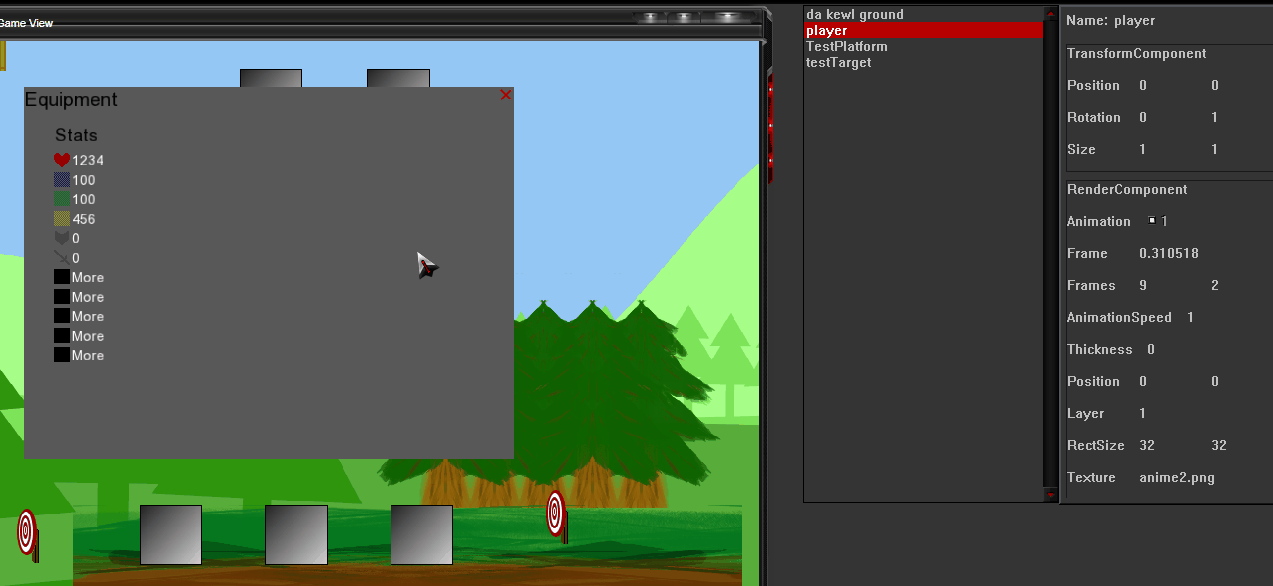 Game View
Equipment
Stats
1234
100
100
456
0
0
More
More
More
More
More
da kewl ground
player
TestPlatform
testTarget
Name: player
TransformComponent
Position 0 0
Rotation 0 1
Size 1 1
RenderComponent
Animation 1
Frame 0.310518
Frames 9 2
AnimationSpeed 1
Thickness 0
Position 0 0
Layer 1
RectSize 32 32
Texture anime2.png